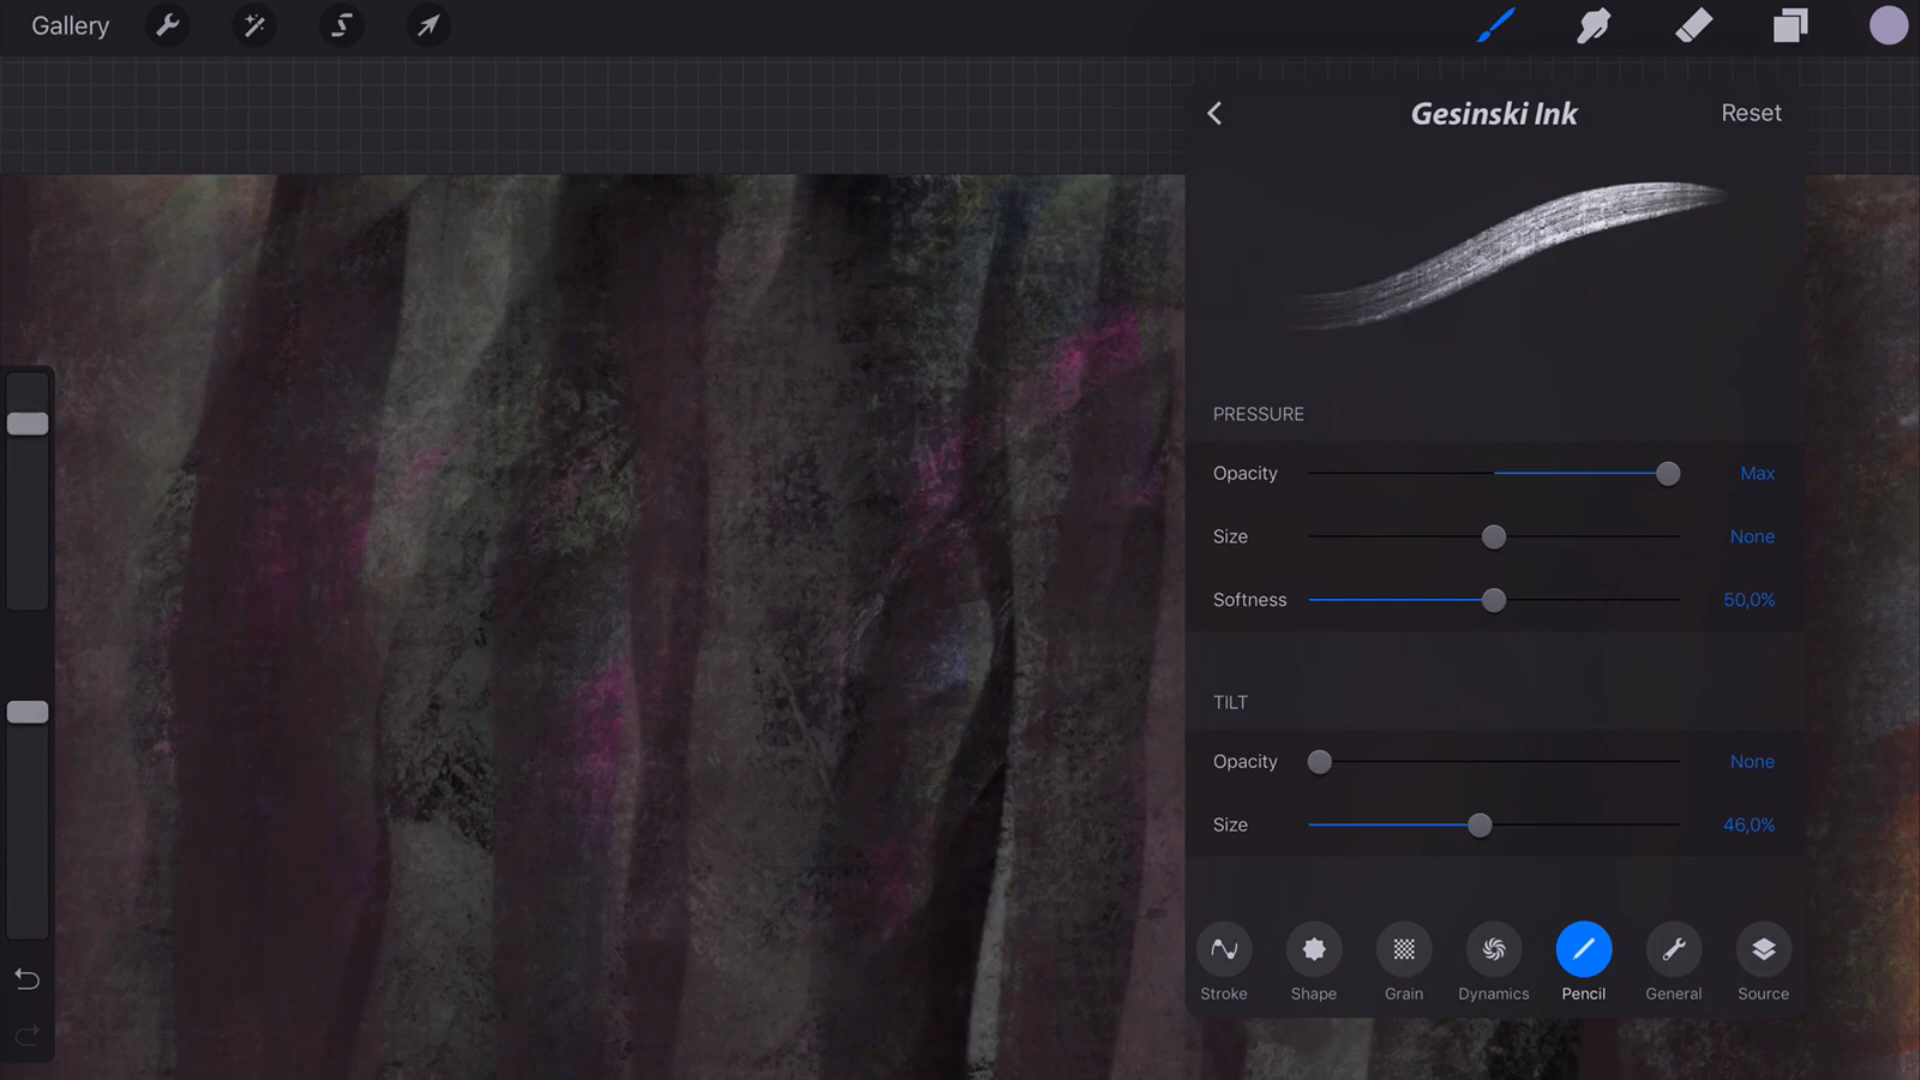 Gallery
Gesinski Ink
Reset
PRESSURE
Opacity Max
Size None
Softness 50,0%
TILT
Opacity None
Size 46,0%
Stroke Shape Grain Dynamics Pencil General Source